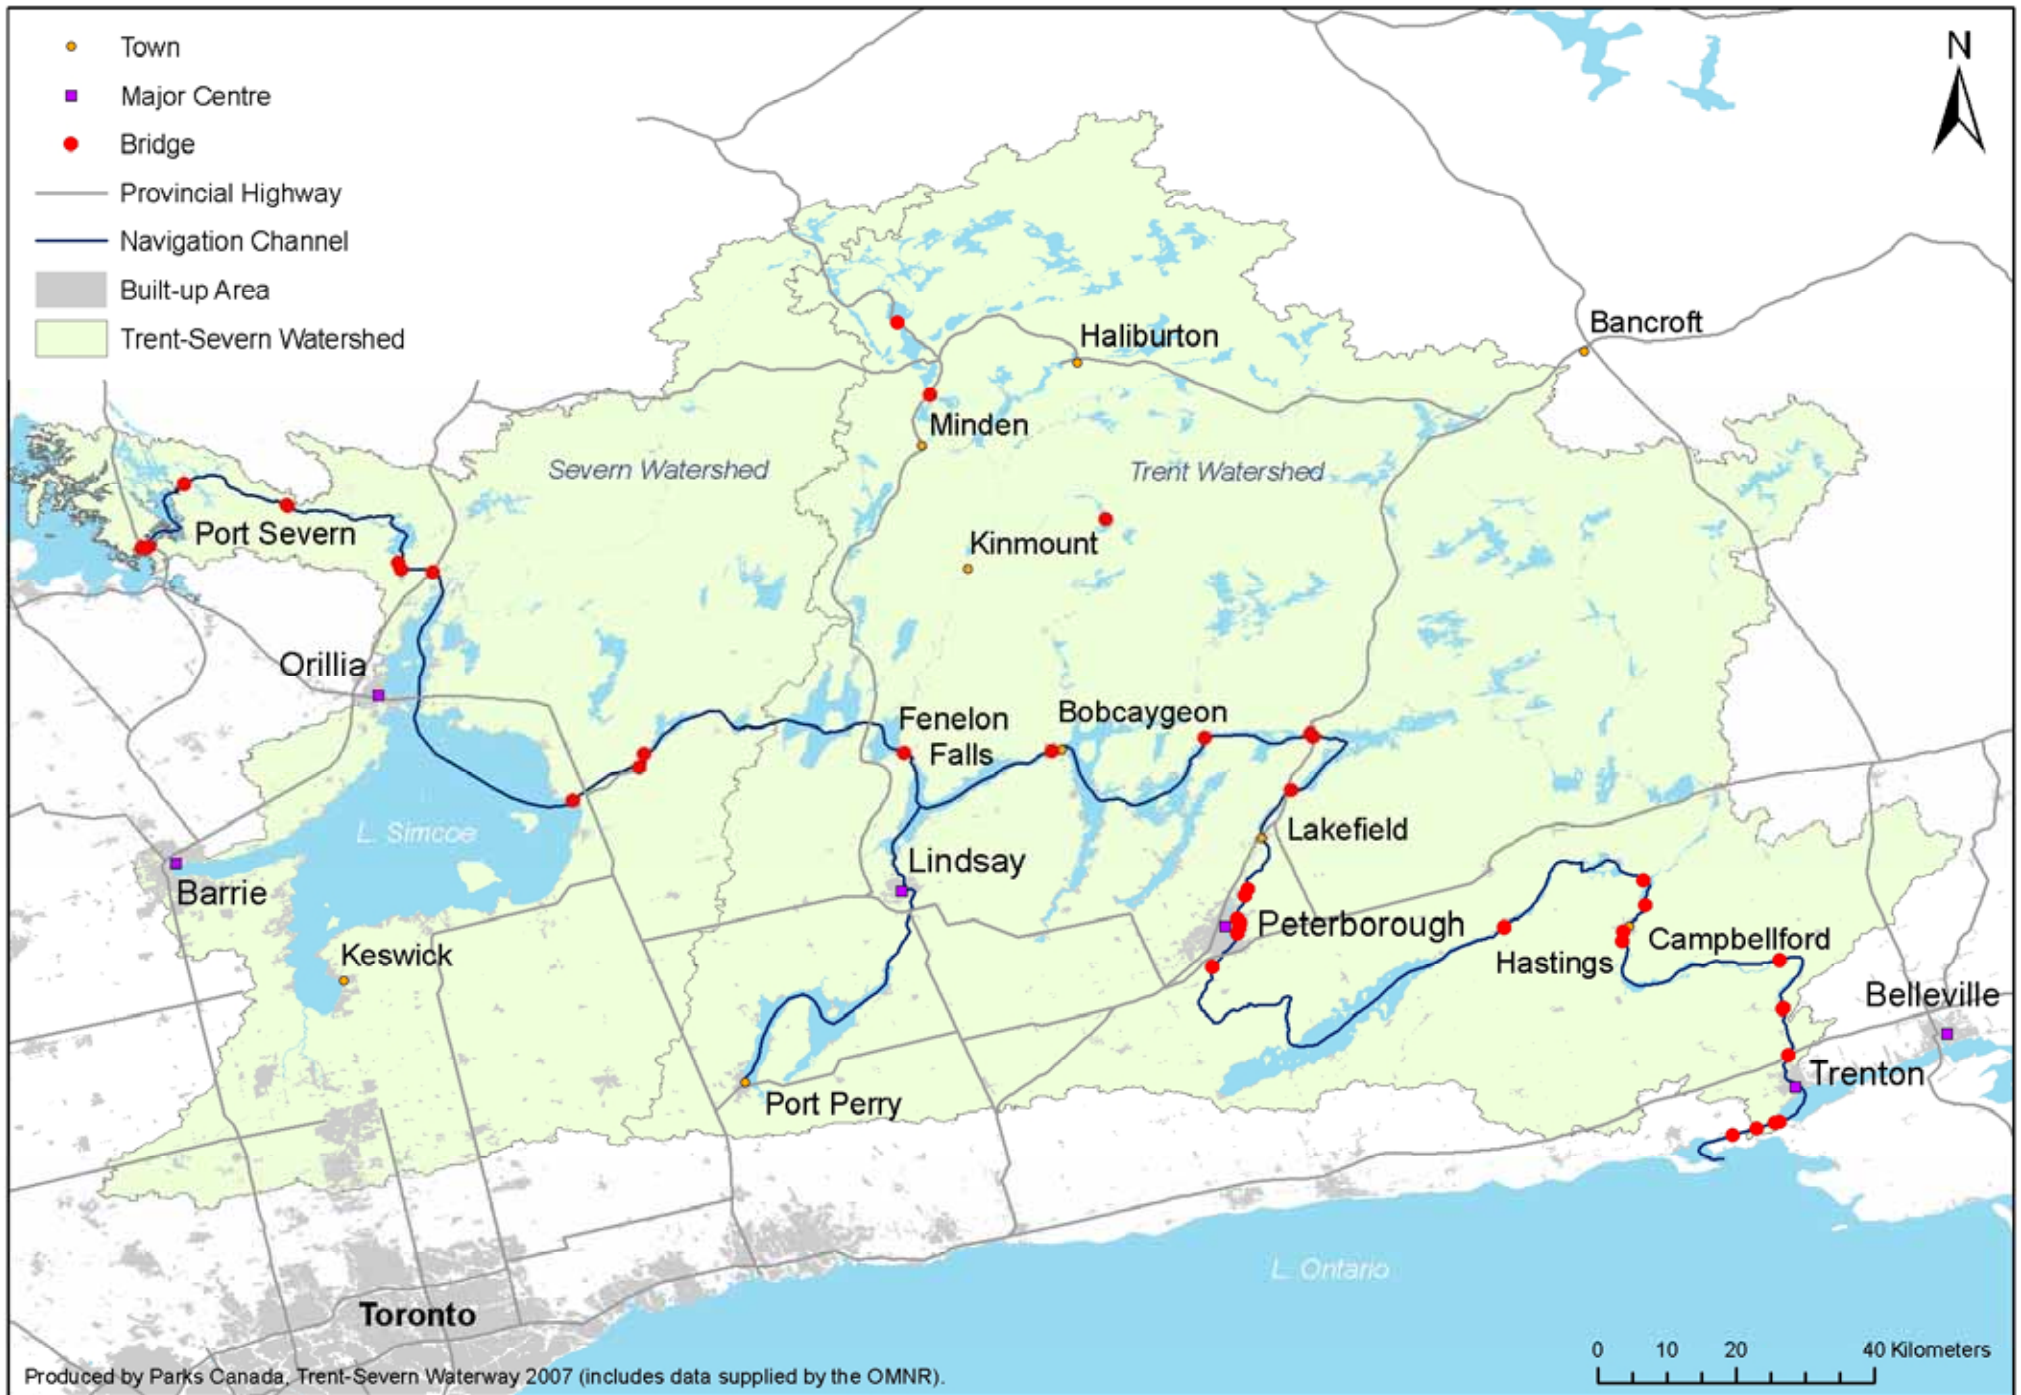 Town
Major Centre
Bridge
Provincial Highway
Navigation Channel
Built-up Area
Trent-Severn Watershed
N
Bancroft
Haliburton
Minden
Severn Watershed
Trent Watershed
Port Severn
Kinmount
Orillia
Fenelon
Falls
Bobcaygeon
L. Simcoe
Lakefield
Lindsay
Barrie
Peterborough
Keswick
Hastings
Campbellford
Belleville
Trenton
Port Perry
L. Ontario
Toronto
0 10 20 40 Kilometers
Produced by Parks Canada, Trent-Severn Waterway 2007 (includes data supplied by the OMNR).